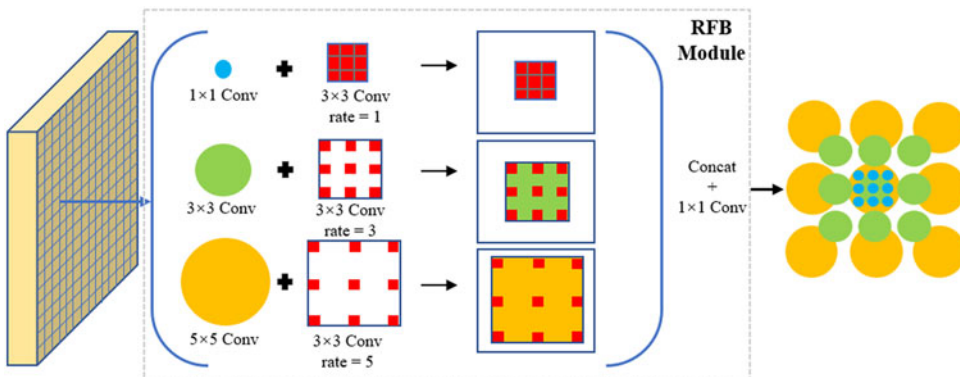 RFB
Module
1×1 Conv
3×3 Conv
rate = 1
3×3 Conv
3×3 Conv
rate = 3
5×5 Conv
3×3 Conv
rate = 5
Concat
+
1×1 Conv